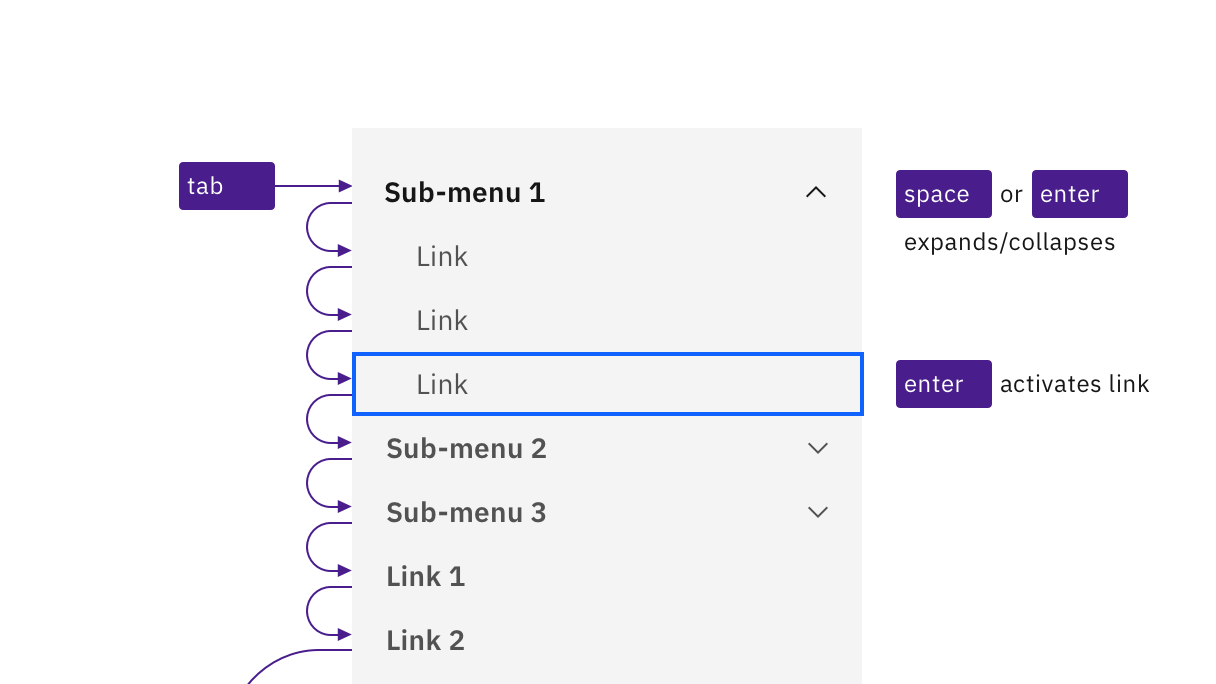 tab
Sub-menu 1
space or enter
expands/collapses
Link
Link
Link
enter activates link
Sub-menu 2
Sub-menu 3
Link 1
Link 2